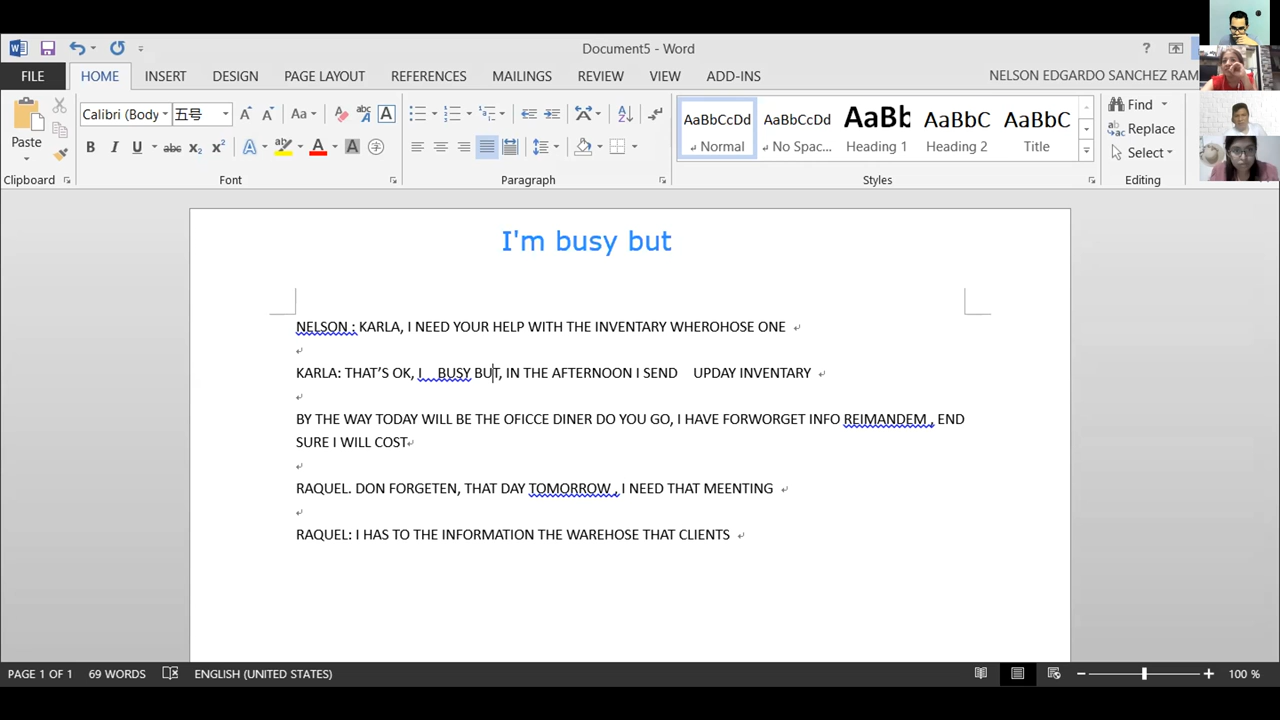 Document5 - Word
FILE
HOME
INSERT
DESIGN
PAGE LAYOUT
REFERENCES
MAILINGS
REVIEW
VIEW
ADD-INS
NELSON EDGARDO SANCHEZ RAM
Paste
Calibri (Body
五号
AaBbCcDd
AaBbCcDd
AaBb
AaBbC
AaBbC
Normal
No Spac...
Heading 1
Heading 2
Title
Find
Replace
Select
Clipboard
Font
Paragraph
Styles
Editing
I'm busy but
NELSON : KARLA, I NEED YOUR HELP WITH THE INVENTARY WHEROHOSE ONE
KARLA: THAT'S OK, I BUSY BUT, IN THE AFTERNOON I SEND UPDAY INVENTARY
BY THE WAY TODAY WILL BE THE OFICCE DINER DO YOU GO, I HAVE FORWORGET INFO REIMANDEM , END
SURE I WILL COST
RAQUEL. DON FORGETEN, THAT DAY TOMORROW , I NEED THAT MEENTING
RAQUEL: I HAS TO THE INFORMATION THE WAREHOSE THAT CLIENTS
PAGE 1 OF 1
69 WORDS
ENGLISH (UNITED STATES)
100 %